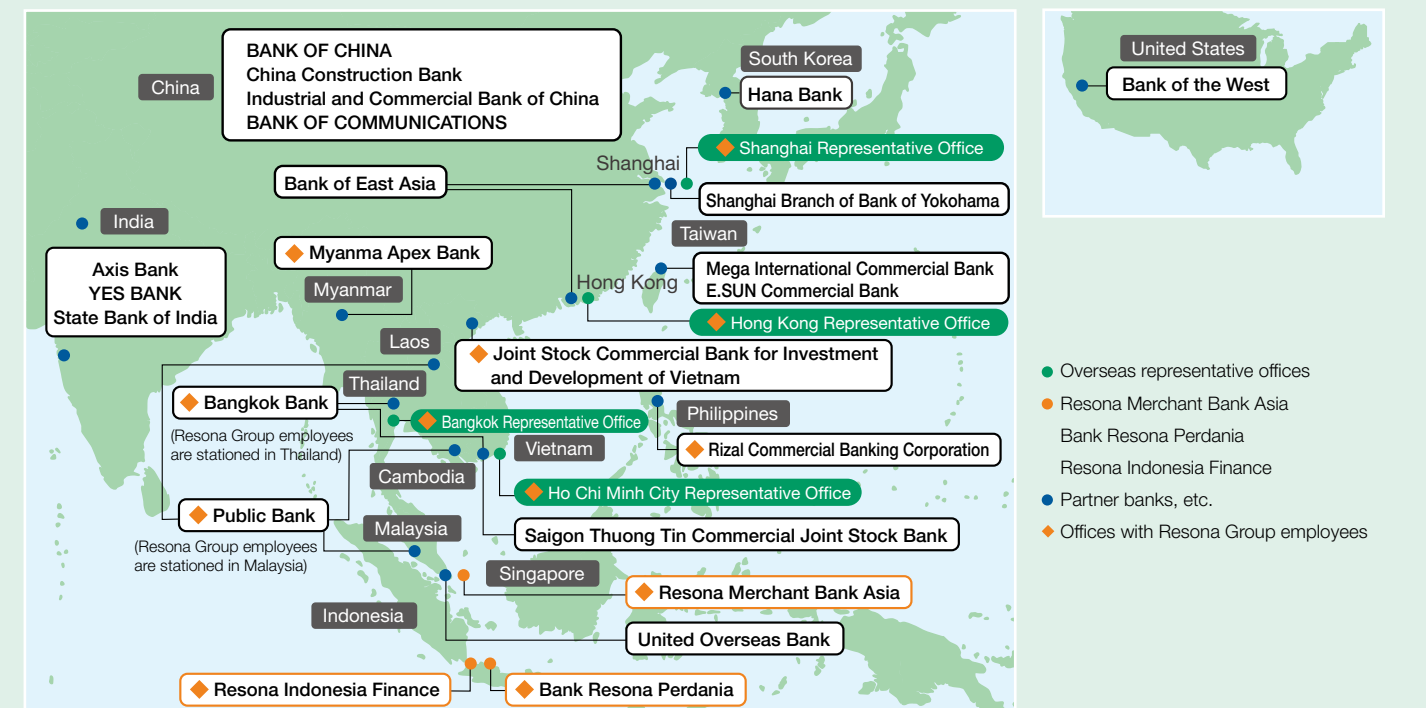 China
BANK OF CHINA
China Construction Bank
Industrial and Commercial Bank of China
BANK OF COMMUNICATIONS
South Korea
Hana Bank
United States
Bank of the West
Shanghai
Shanghai Representative Office
Bank of East Asia
Shanghai Branch of Bank of Yokohama
India
Axis Bank
YES BANK
State Bank of India
Myanma Apex Bank
Myanmar
Taiwan
Mega International Commercial Bank
E.SUN Commercial Bank
Hong Kong
Hong Kong Representative Office
Laos
Joint Stock Commercial Bank for Investment
and Development of Vietnam
Thailand
Bangkok Bank
(Resona Group employees
are stationed in Thailand)
Bangkok Representative Office
Philippines
Rizal Commercial Banking Corporation
Vietnam
Cambodia
Ho Chi Minh City Representative Office
Public Bank
(Resona Group employees
are stationed in Malaysia)
Malaysia
Saigon Thuong Tin Commercial Joint Stock Bank
Singapore
Resona Merchant Bank Asia
Indonesia
United Overseas Bank
Resona Indonesia Finance
Bank Resona Perdania
Overseas representative offices
Resona Merchant Bank Asia
Bank Resona Perdania
Resona Indonesia Finance
Partner banks, etc.
Offices with Resona Group employees